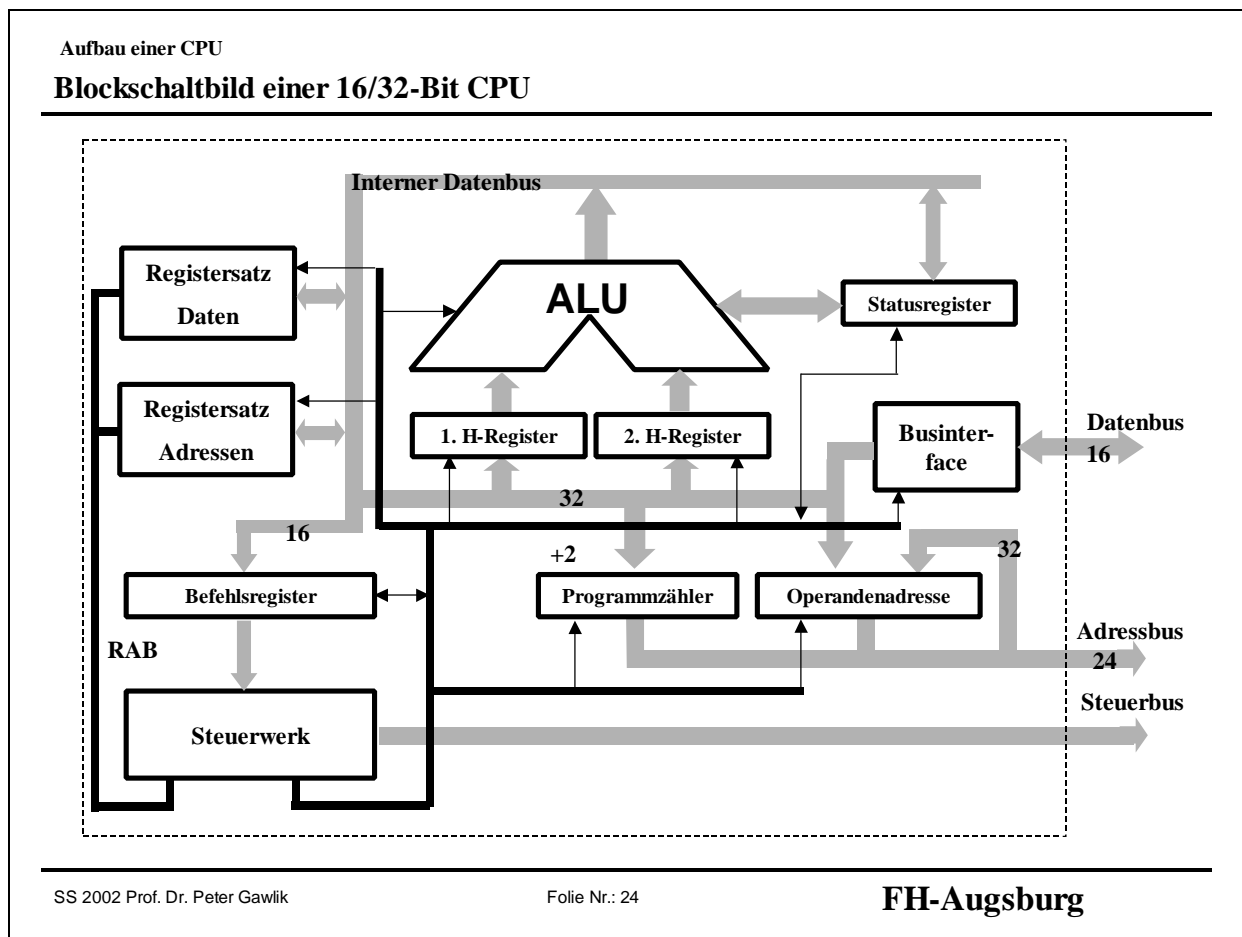 Aufbau einer CPU
Blockschaltbild einer 16/32-Bit CPU
Interner Datenbus
Registersatz
Daten
ALU
Statusregister
Registersatz
Adressen
1. H-Register
2. H-Register
Businter-
face
Datenbus
16
32
16
+2
32
Befehlsregister
Programmzähler
Operandenadresse
RAB
Adressbus
24
Steuerwerk
Steuerbus
SS 2002 Prof. Dr. Peter Gawlik
Folie Nr.: 24
FH-Augsburg